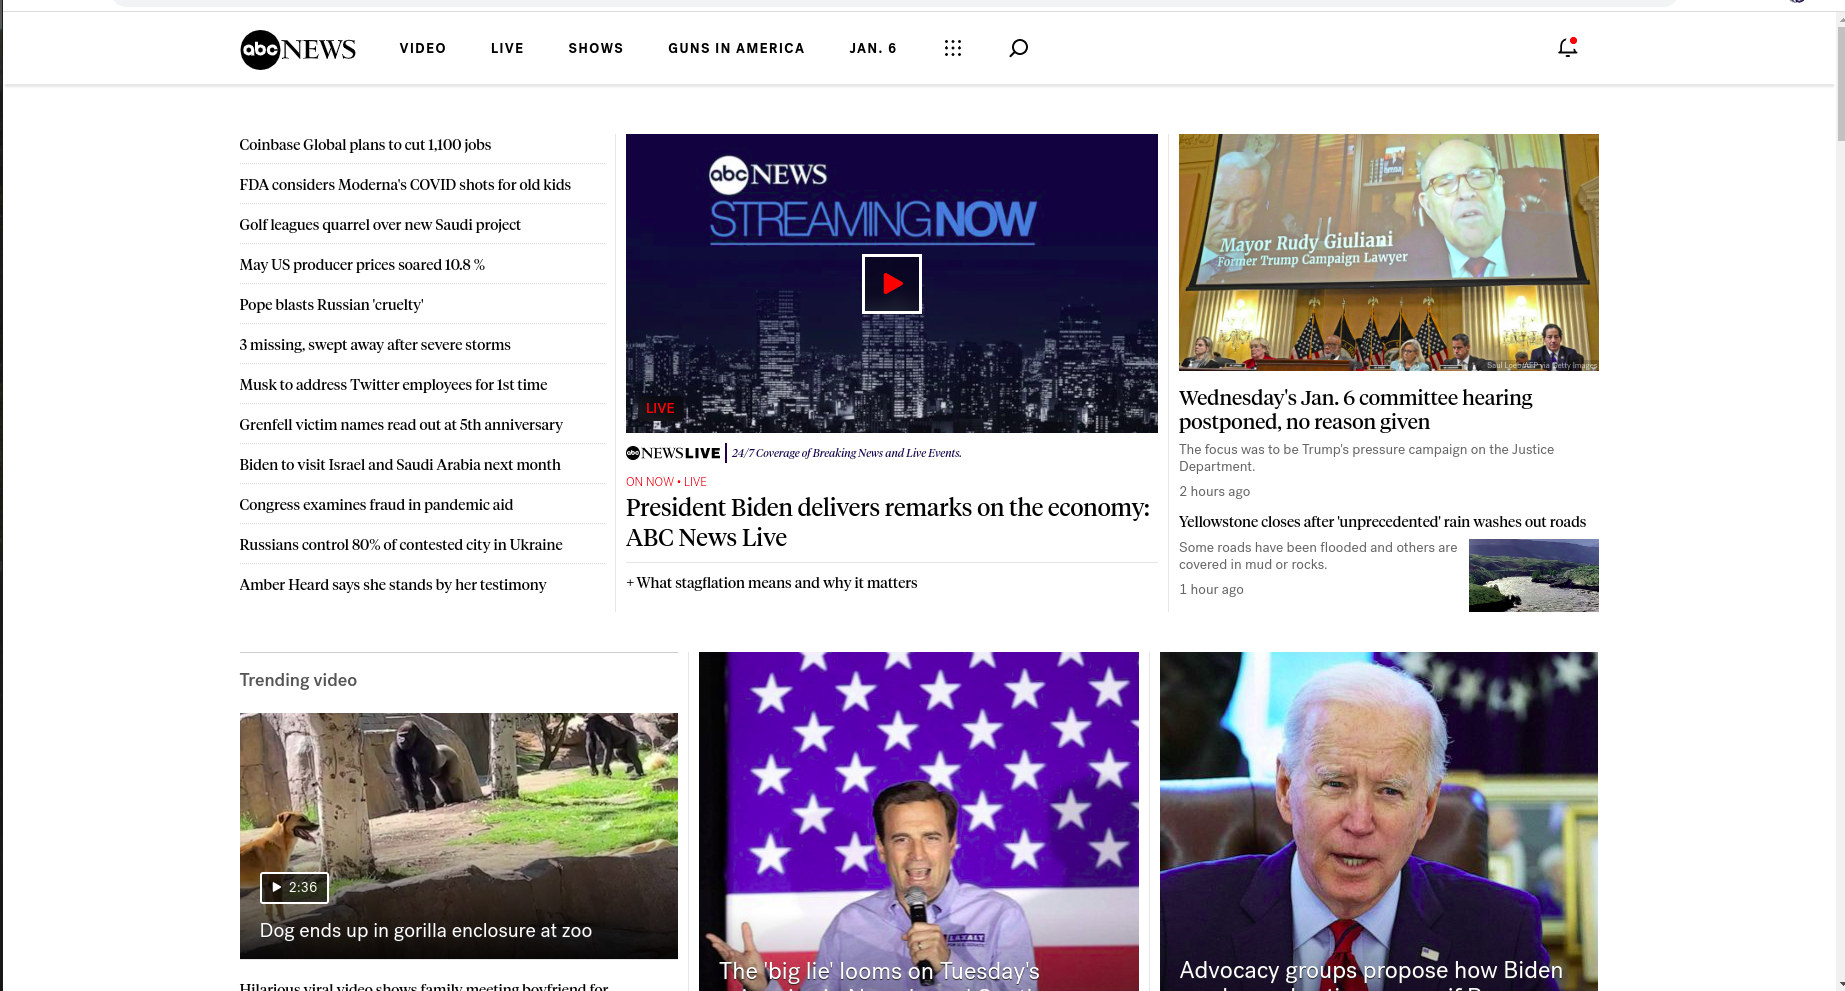 abc NEWS VIDEO LIVE SHOWS GUNS IN AMERICA JAN. 6
Coinbase Global plans to cut 1,100 jobs
FDA considers Moderna's COVID shots for old kids
Golf leagues quarrel over new Saudi project
May US producer prices soared 10.8 %
Pope blasts Russian 'cruelty'
3 missing, swept away after severe storms
Musk to address Twitter employees for 1st time
Grenfell victim names read out at 5th anniversary
Biden to visit Israel and Saudi Arabia next month
Congress examines fraud in pandemic aid
Russians control 80% of contested city in Ukraine
Amber Heard says she stands by her testimony
abc NEWS
STREAMING NOW
LIVE
abc NEWS LIVE 24/7 Coverage of Breaking News and Live Events.
ON NOW • LIVE
President Biden delivers remarks on the economy:
ABC News Live
+ What stagflation means and why it matters
Mayor Rudy Giuliani
Former Trump Campaign Lawyer
Saul Loeb/AFP via Getty Images
Wednesday's Jan. 6 committee hearing
postponed, no reason given
The focus was to be Trump's pressure campaign on the Justice
Department.
2 hours ago
Yellowstone closes after 'unprecedented' rain washes out roads
Some roads have been flooded and others are
covered in mud or rocks.
1 hour ago
Trending video
2:36
Dog ends up in gorilla enclosure at zoo
Hilarious viral video shows family meeting boyfriend for
LAXALT
The 'big lie' looms on Tuesday's
Advocacy groups propose how Biden